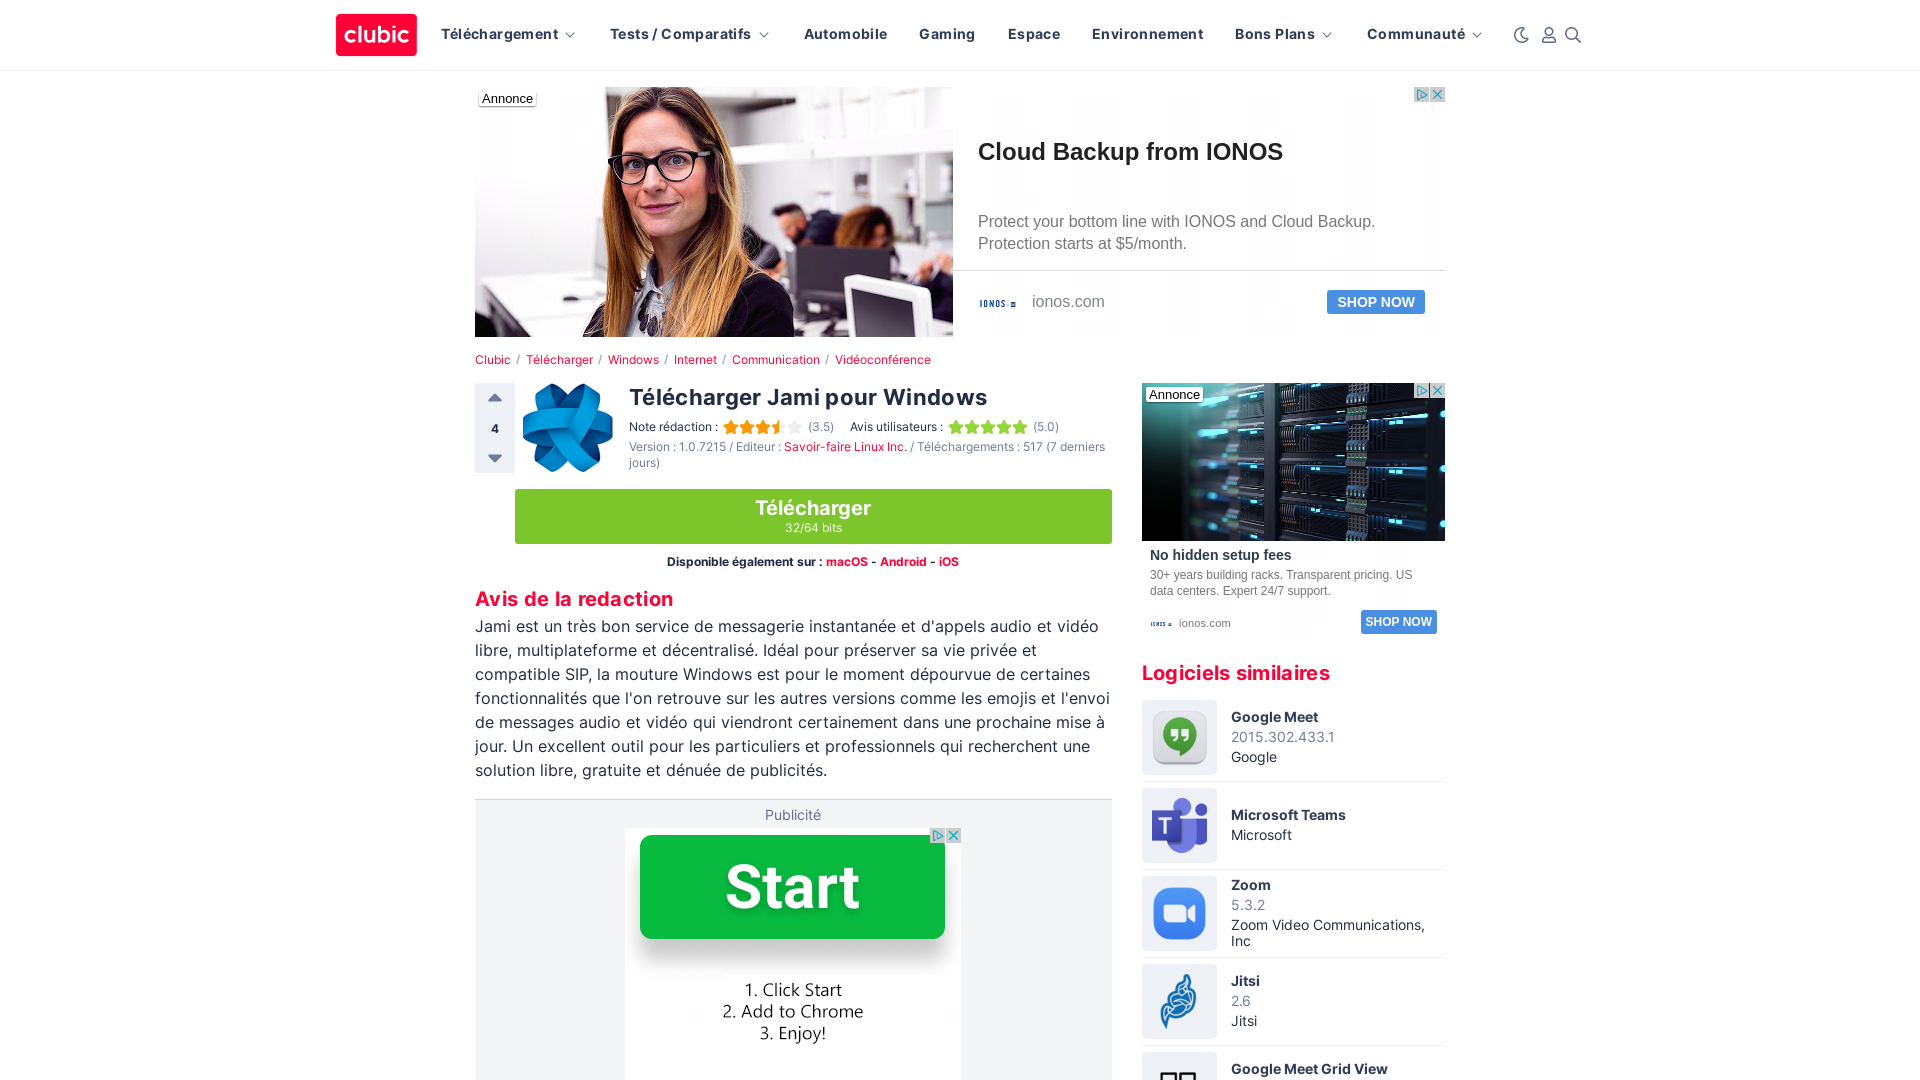 clubic
Téléchargement
Tests / Comparatifs
Automobile
Gaming
Espace
Environnement
Bons Plans
Communauté
Annonce
Cloud Backup from IONOS
Protect your bottom line with IONOS and Cloud Backup.
Protection starts at $5/month.
IONOS
ionos.com
SHOP NOW
Clubic / Télécharger / Windows / Internet / Communication / Vidéoconférence
4
Télécharger Jami pour Windows
Note rédaction : (3.5) Avis utilisateurs : (5.0)
Version : 1.0.7215 / Editeur : Savoir-faire Linux Inc. / Téléchargements : 517 (7 derniers
jours)
Télécharger
32/64 bits
Disponible également sur : macOS - Android - iOS
Avis de la redaction
Jami est un très bon service de messagerie instantanée et d'appels audio et vidéo
libre, multiplateforme et décentralisé. Idéal pour préserver sa vie privée et
compatible SIP, la mouture Windows est pour le moment dépourvue de certaines
fonctionnalités que l'on retrouve sur les autres versions comme les emojis et l'envoi
de messages audio et vidéo qui viendront certainement dans une prochaine mise à
jour. Un excellent outil pour les particuliers et professionnels qui recherchent une
solution libre, gratuite et dénuée de publicités.
Publicité
Start
1. Click Start
2. Add to Chrome
3. Enjoy!
Annonce
No hidden setup fees
30+ years building racks. Transparent pricing. US
data centers. Expert 24/7 support.
IONOS
ionos.com
SHOP NOW
Logiciels similaires
Google Meet
2015.302.433.1
Google
T
Microsoft Teams
Microsoft
Zoom
5.3.2
Zoom Video Communications,
Inc
Jitsi
2.6
Jitsi
Google Meet Grid View